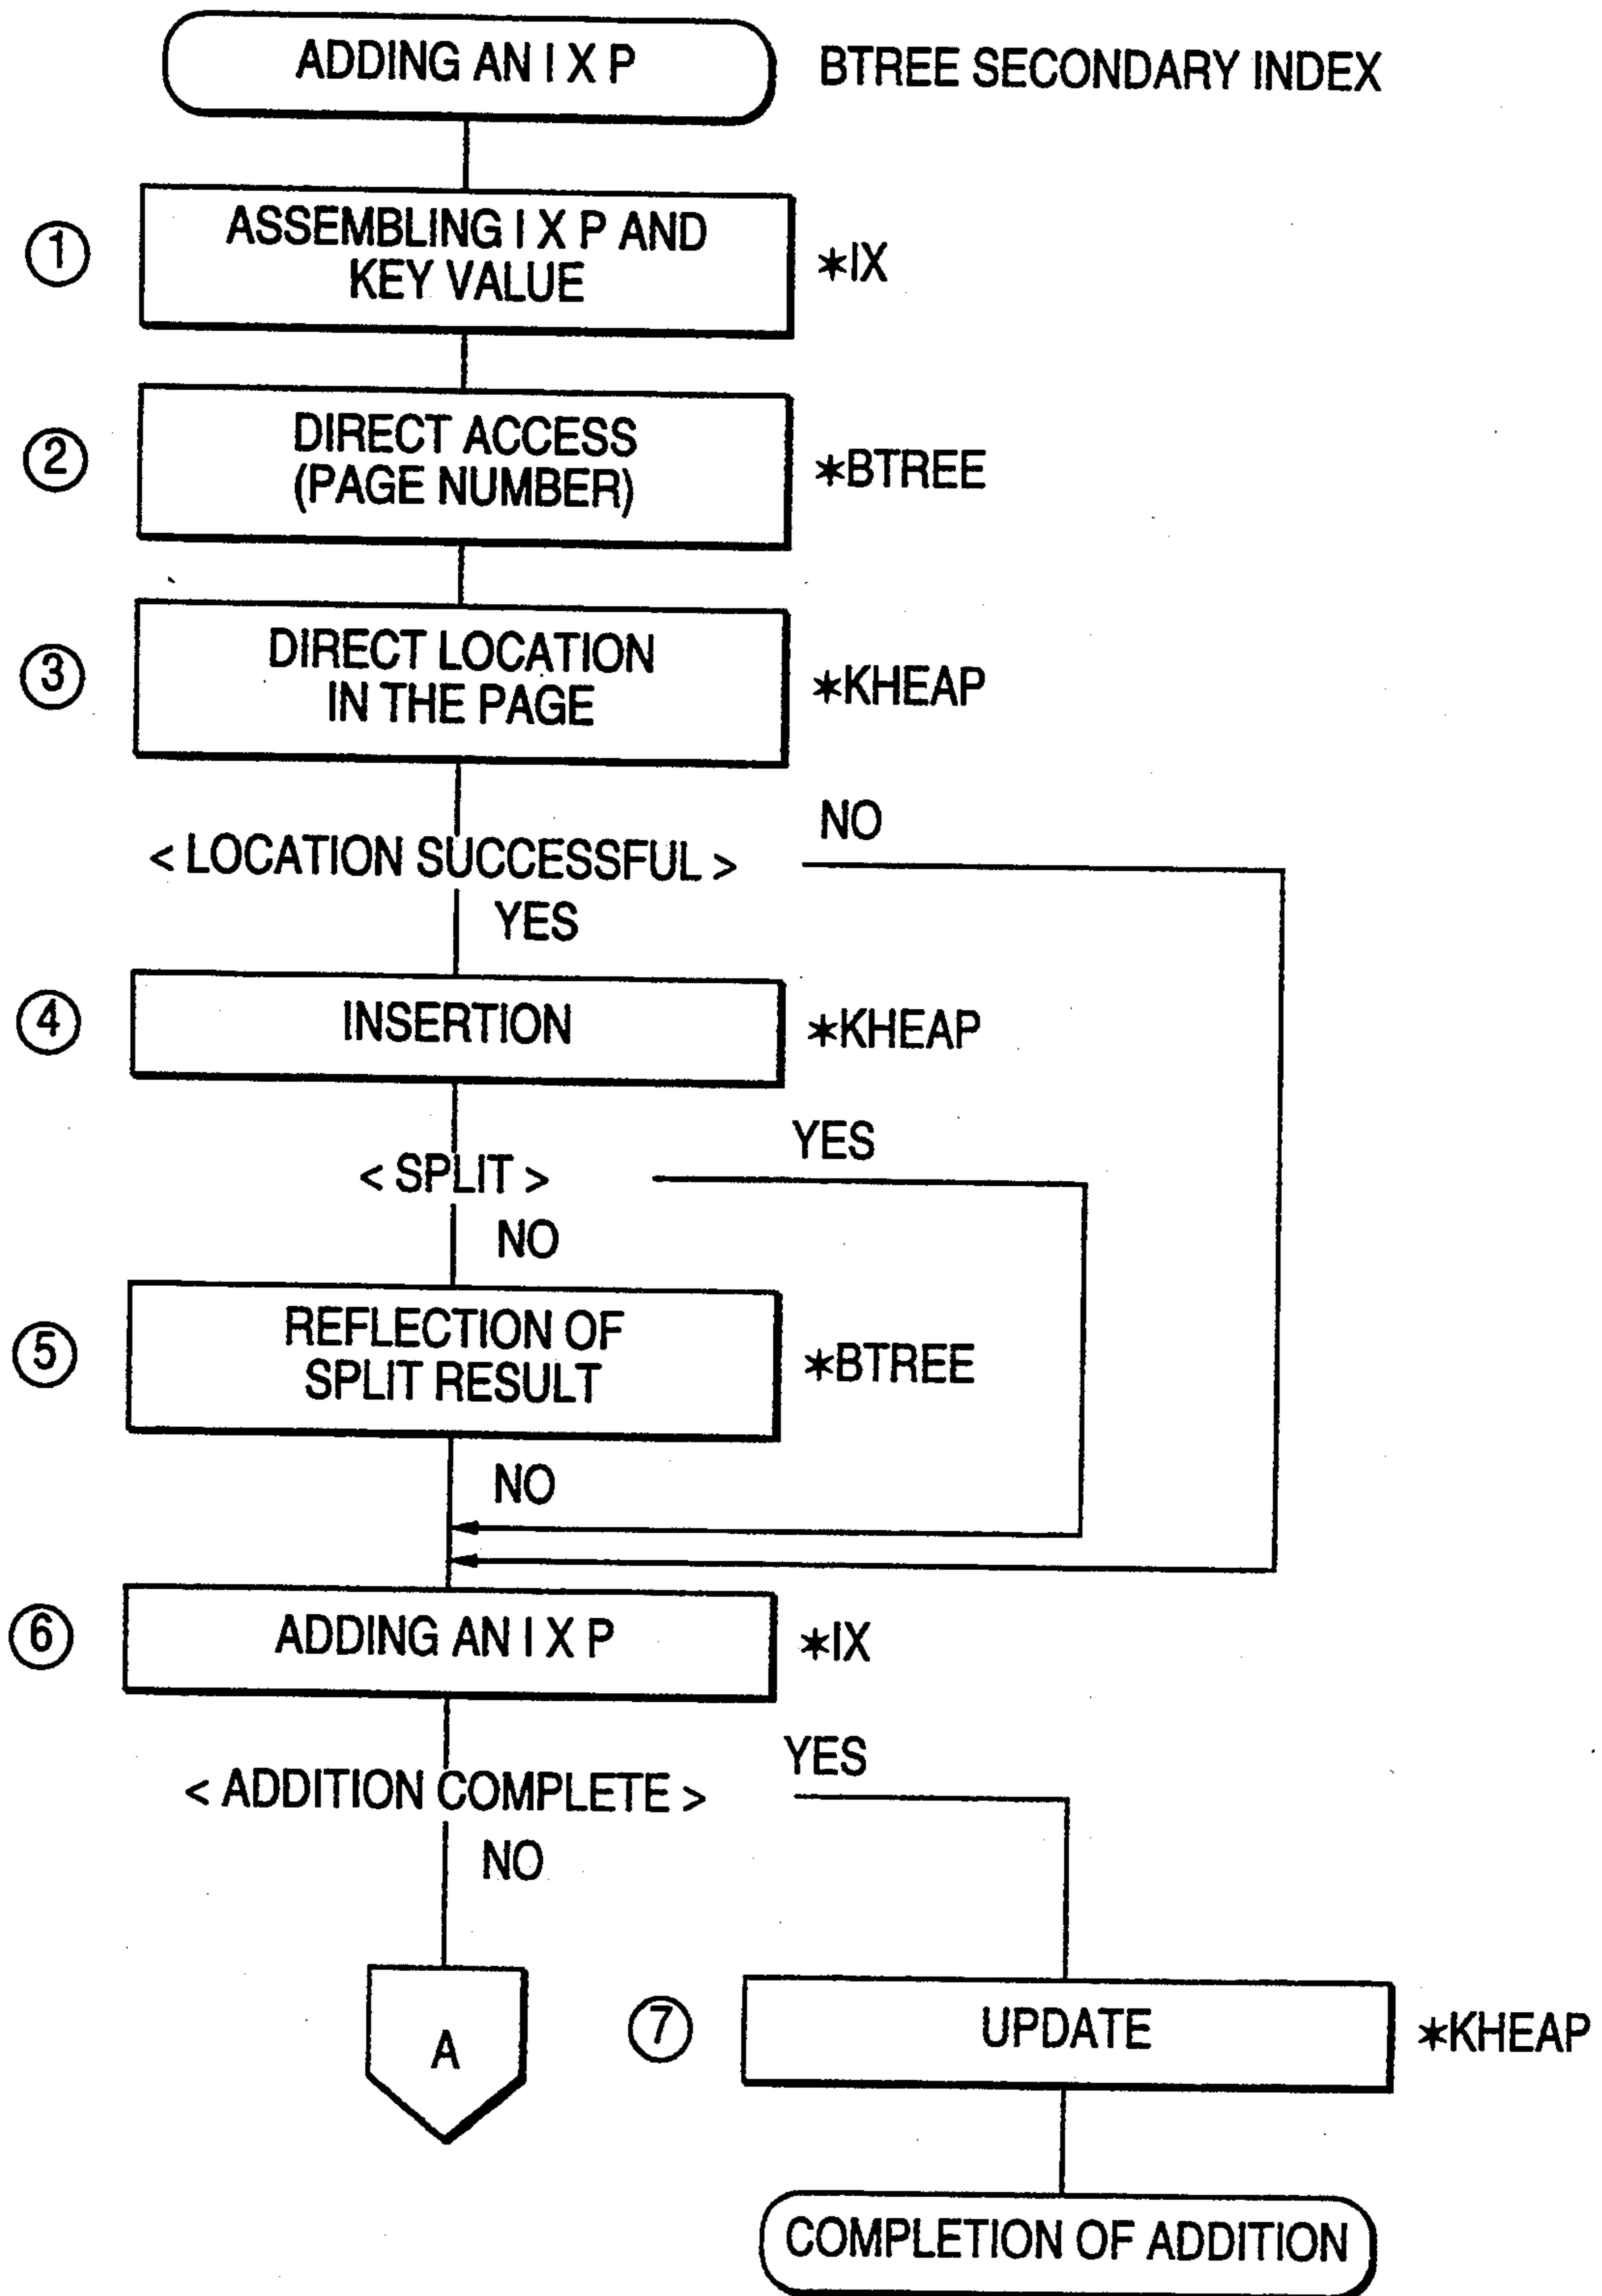 ADDING AN I X P
BTREE SECONDARY INDEX
1
ASSEMBLING I X P AND
KEY VALUE
*IX
2
DIRECT ACCESS
(PAGE NUMBER)
*BTREE
3
DIRECT LOCATION
IN THE PAGE
*KHEAP
NO
< LOCATION SUCCESSFUL >
YES
4
INSERTION
*KHEAP
YES
< SPLIT >
NO
5
REFLECTION OF
SPLIT RESULT
*BTREE
NO
6
ADDING AN I X P
*IX
YES
< ADDITION COMPLETE >
NO
A
7
UPDATE
*KHEAP
COMPLETION OF ADDITION